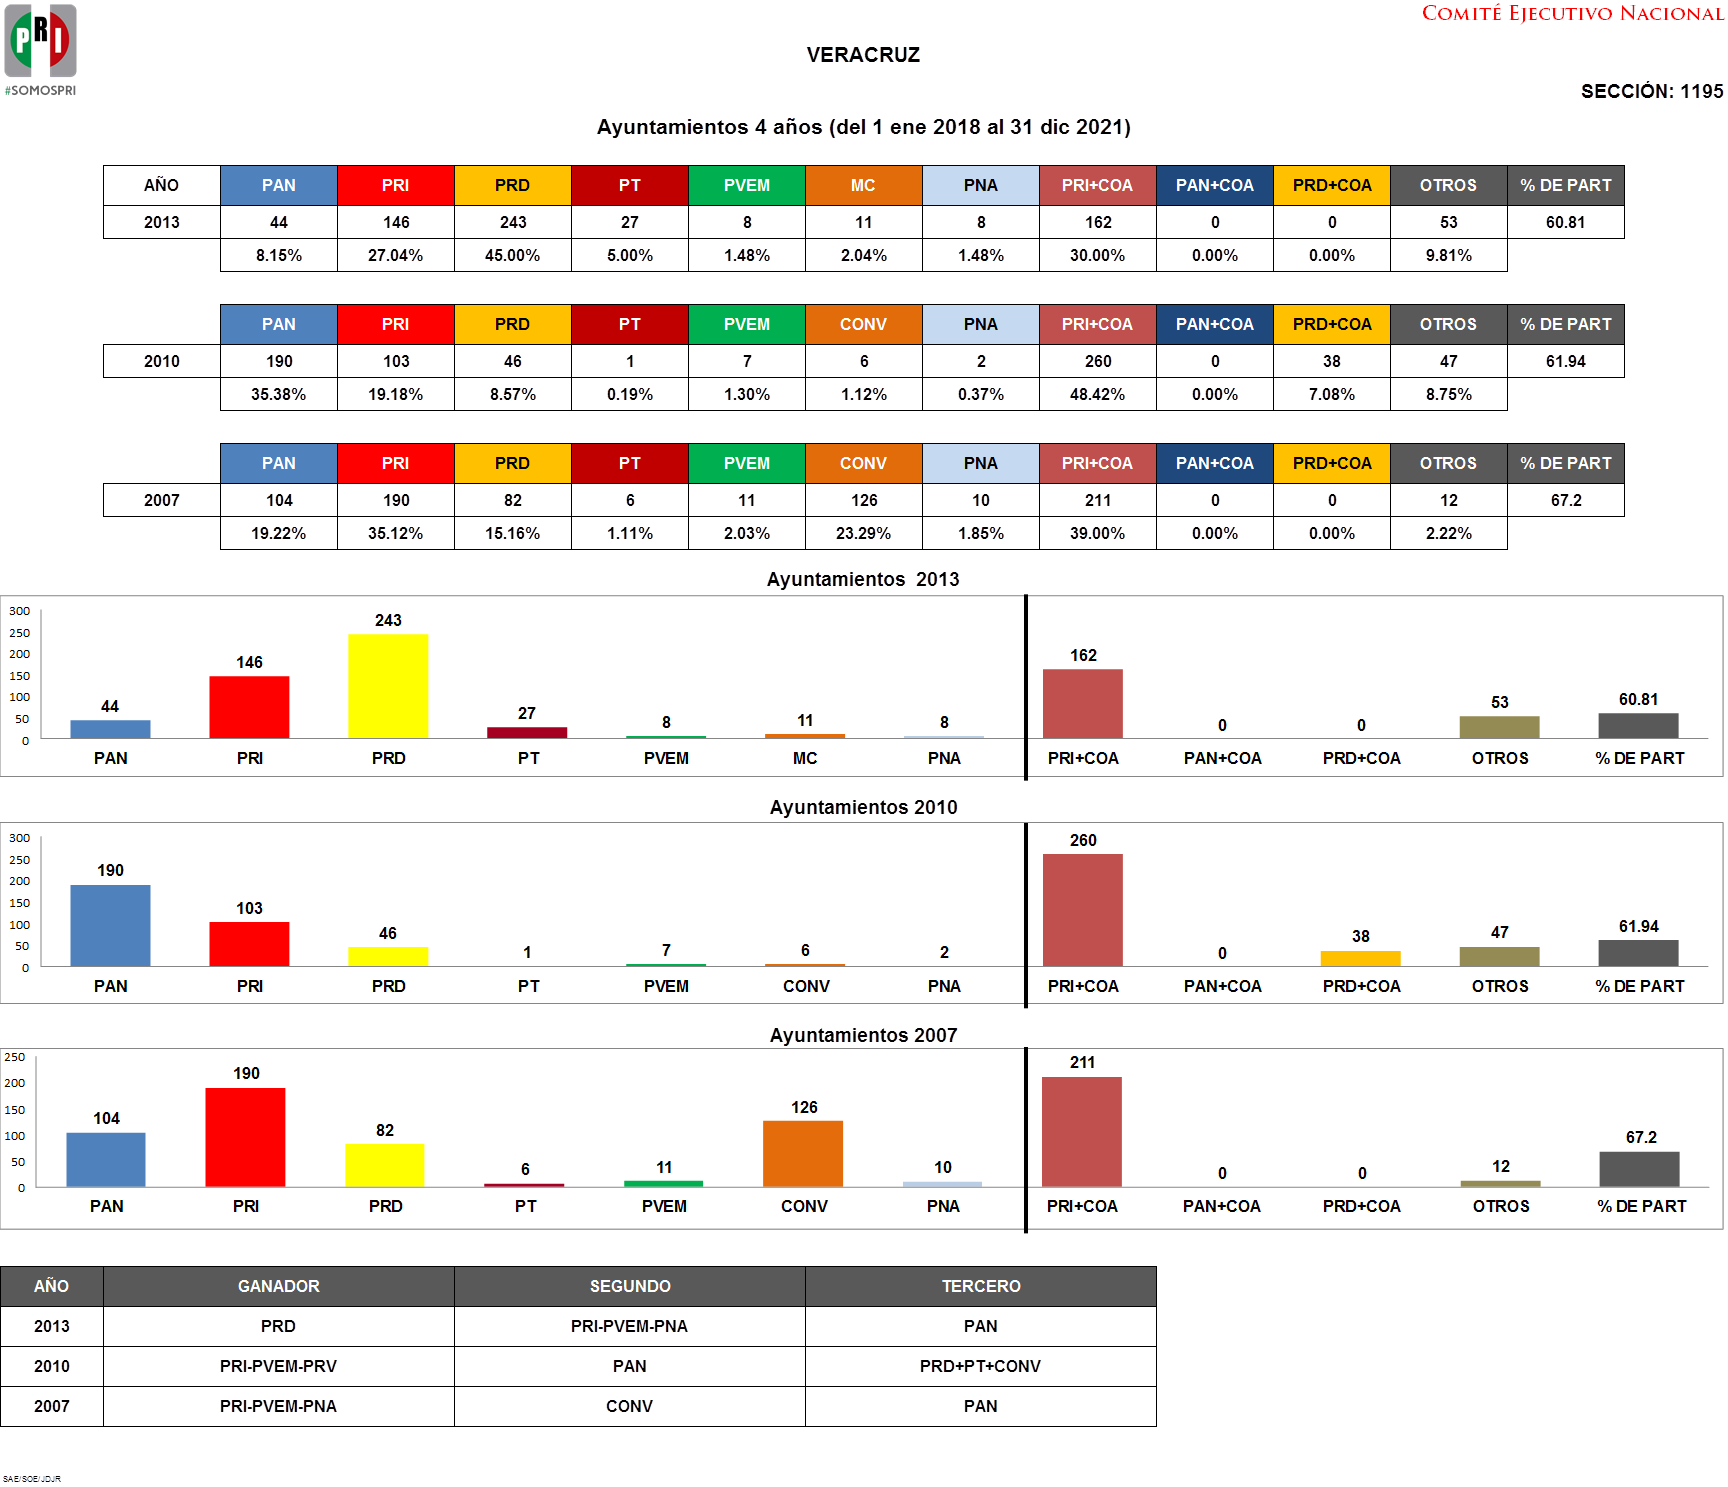 PRI
#SOMOSPRI
COMITÉ EJECUTIVO NACIONAL
VERACRUZ
SECCIÓN: 1195
Ayuntamientos 4 años (del 1 ene 2018 al 31 dic 2021)
AÑO PAN PRI PRD PT PVEM MC PNA PRI+COA PAN+COA PRD+COA OTROS % DE PART
2013 44 146 243 27 8 11 8 162 0 0 53 60.81
8.15% 27.04% 45.00% 5.00% 1.48% 2.04% 1.48% 30.00% 0.00% 0.00% 9.81%
PAN PRI PRD PT PVEM CONV PNA PRI+COA PAN+COA PRD+COA OTROS % DE PART
2010 190 103 46 1 7 6 2 260 0 38 47 61.94
35.38% 19.18% 8.57% 0.19% 1.30% 1.12% 0.37% 48.42% 0.00% 7.08% 8.75%
PAN PRI PRD PT PVEM CONV PNA PRI+COA PAN+COA PRD+COA OTROS % DE PART
2007 104 190 82 6 11 126 10 211 0 0 12 67.2
19.22% 35.12% 15.16% 1.11% 2.03% 23.29% 1.85% 39.00% 0.00% 0.00% 2.22%
Ayuntamientos 2013
300
250
200
150
100
50
0
44 146 243 27 8 11 8 162 0 0 53 60.81
PAN PRI PRD PT PVEM MC PNA PRI+COA PAN+COA PRD+COA OTROS % DE PART
Ayuntamientos 2010
300
250
200
150
100
50
0
190 103 46 1 7 6 2 260 0 38 47 61.94
PAN PRI PRD PT PVEM CONV PNA PRI+COA PAN+COA PRD+COA OTROS % DE PART
Ayuntamientos 2007
250
200
150
100
50
0
104 190 82 6 11 126 10 211 0 0 12 67.2
PAN PRI PRD PT PVEM CONV PNA PRI+COA PAN+COA PRD+COA OTROS % DE PART
AÑO GANADOR SEGUNDO TERCERO
2013 PRD PRI-PVEM-PNA PAN
2010 PRI-PVEM-PRV PAN PRD+PT+CONV
2007 PRI-PVEM-PNA CONV PAN
SAE/SOE/JDJR